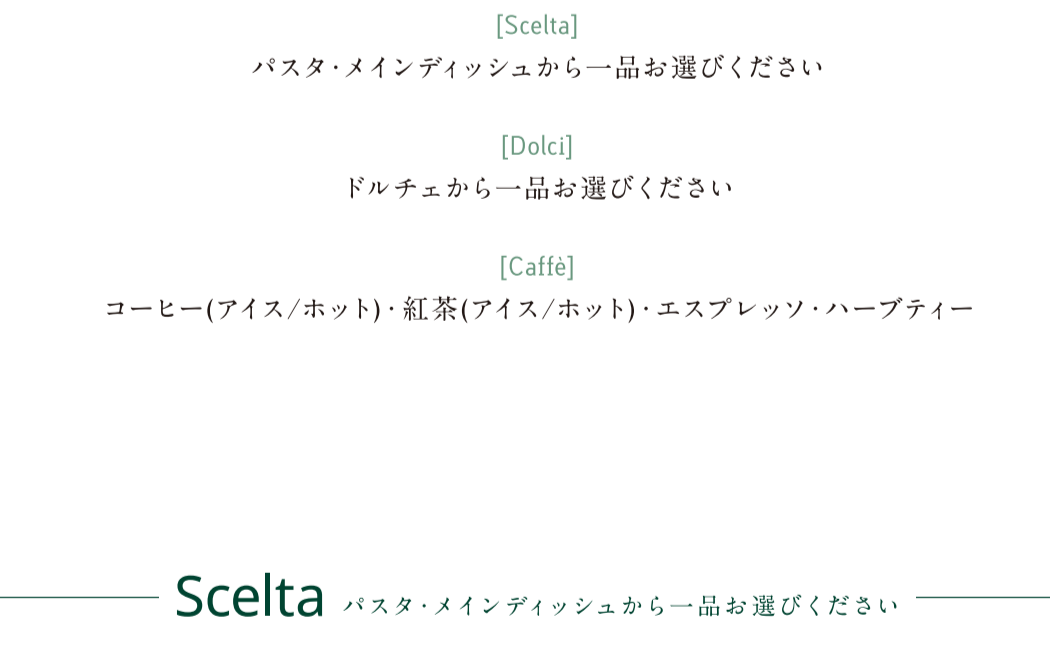 [Scelta]
パスタ・メインディッシュから一品お選びください
[Dolci]
ドルチェから一品お選びください
[Caffè]
コーヒー(アイス/ホット)・紅茶(アイス/ホット)・エスプレッソ・ハーブティー
Scelta パスタ・メインディッシュから一品お選びください